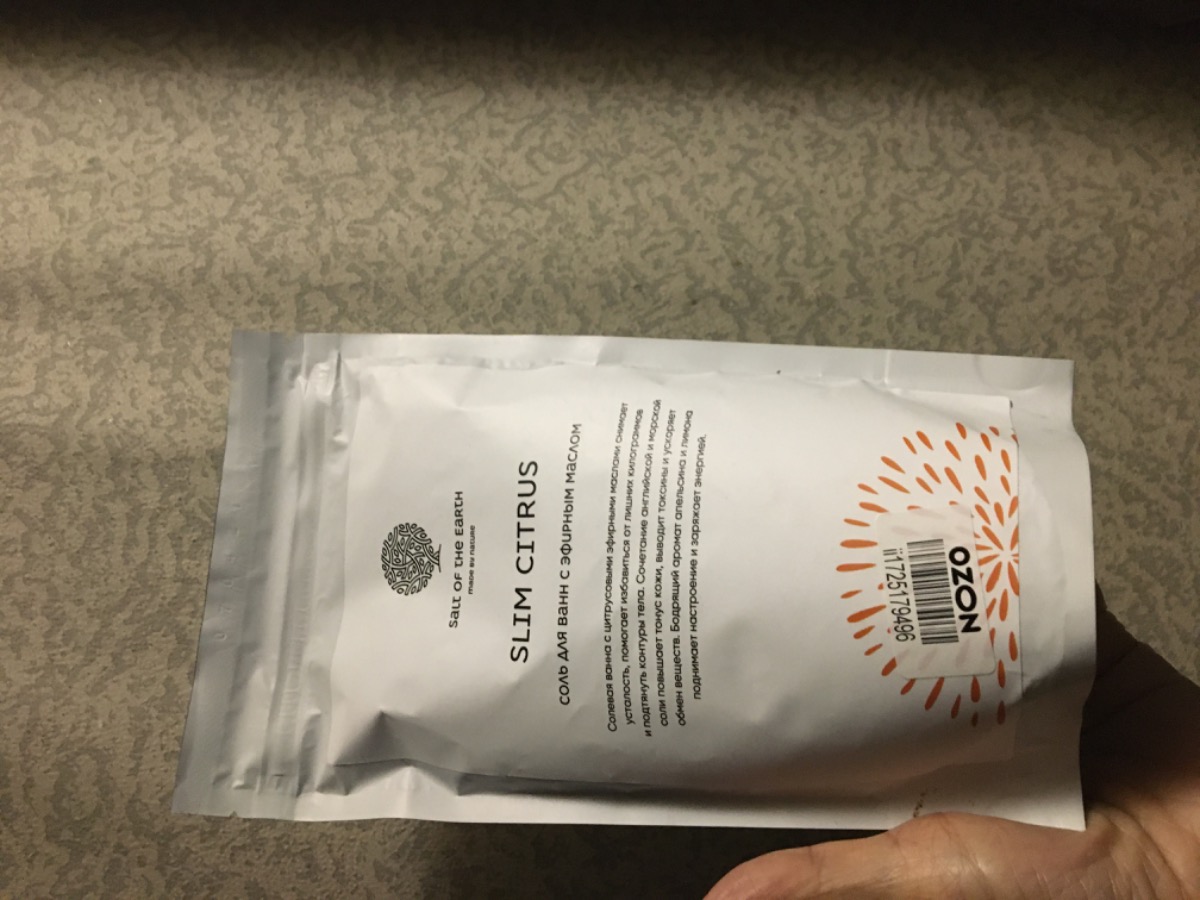 SALT OF THE EARTH
MADE BY NATURE
SLIM CITRUS
СОЛЬ ДЛЯ ВАНН С ЭФИРНЫМ МАСЛОМ
Солевая ванна с цитрусовыми эфирными маслами снимает
усталость, помогает избавиться от лишних килограммов
и подтянуть контуры тела. Сочетание английской и морской
соли повышает тонус кожи, выводит токсины и ускоряет
обмен веществ. Бодрящий аромат апельсина и лимона
поднимает настроение и заряжает энергией.
ii1725179496
OZON